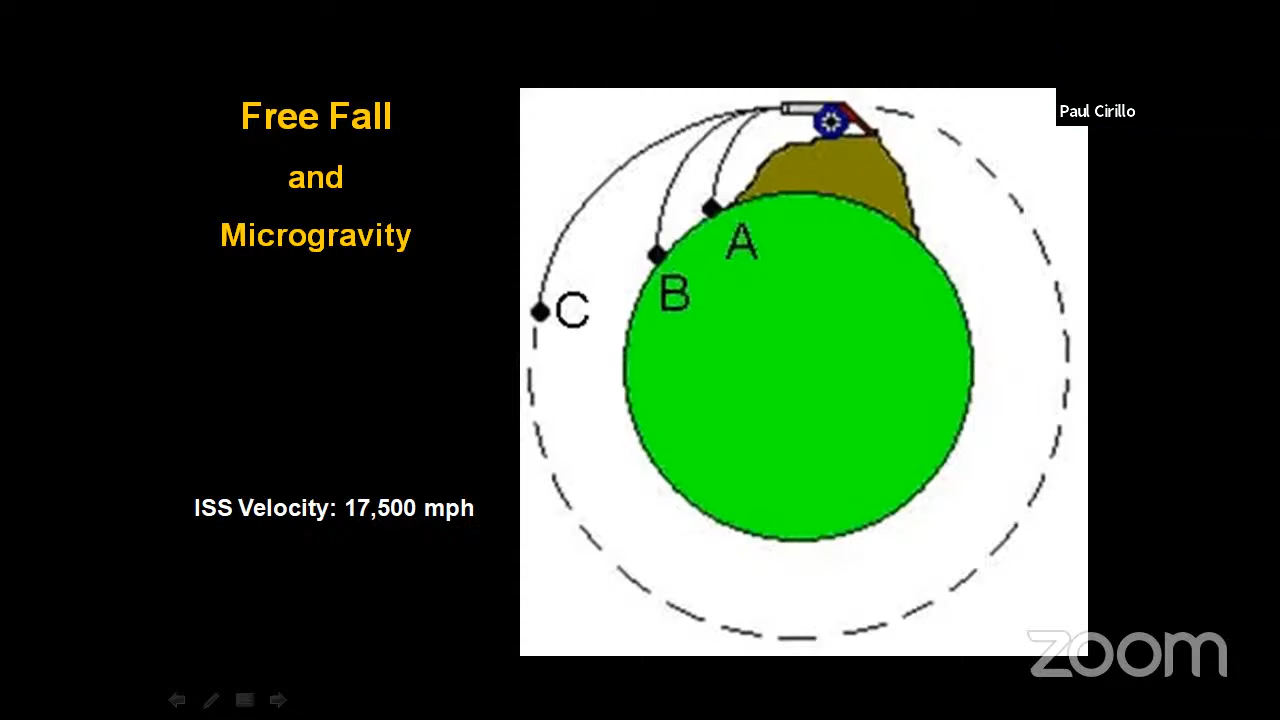 Free Fall
and
Microgravity
Paul Cirillo
A
B
C
ISS Velocity: 17,500 mph
zoom